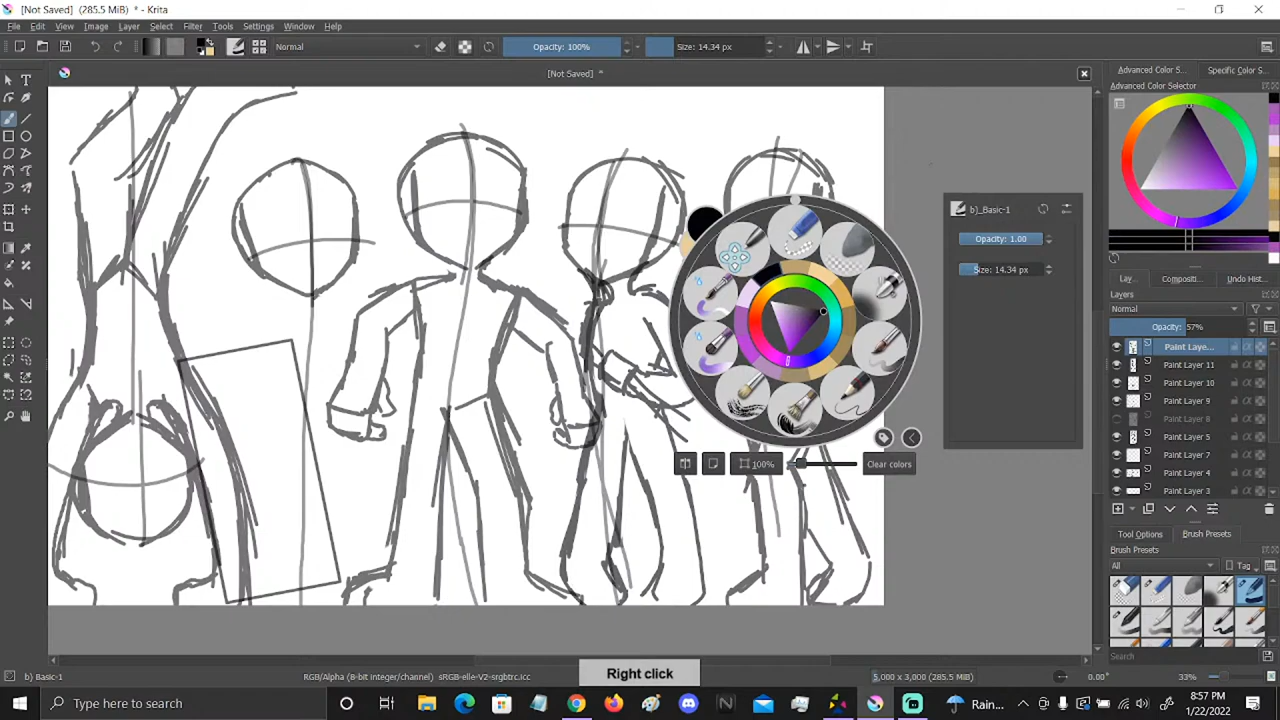 [Not Saved] (285.5 MiB) * - Krita
File Edit View Image Layer Select Filter Tools Settings Window Help
Normal
Opacity: 100%
Size: 14.34 px
[Not Saved] *
Advanced Color S...
Specific Color S...
Advanced Color Selector
b)_Basic-1
Opacity: 1.00
Size: 14.34 px
100%
Clear colors
Lay...
Compositi...
Undo Hist...
Layers
Normal
Opacity: 57%
Paint Laye...
Paint Layer 11
Paint Layer 10
Paint Layer 9
Paint Layer 8
Paint Layer 5
Paint Layer 7
Paint Layer 4
Paint Layer 3
Tool Options
Brush Presets
Brush Presets
All
Tag
Search
Right click
b) Basic-1
RGB/Alpha (8-bit integer/channel) sRGB-elle-V2-srgbtrc.icc
5,000 x 3,000 (285.5 MiB)
0.00°
33%
Type here to search
Rain...
8:57 PM
1/22/2022